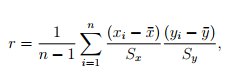 r = \frac{1}{n-1} \sum_{i=1}^{n} \frac{(x_i - \bar{x})}{S_x} \frac{(y_i - \bar{y})}{S_y},